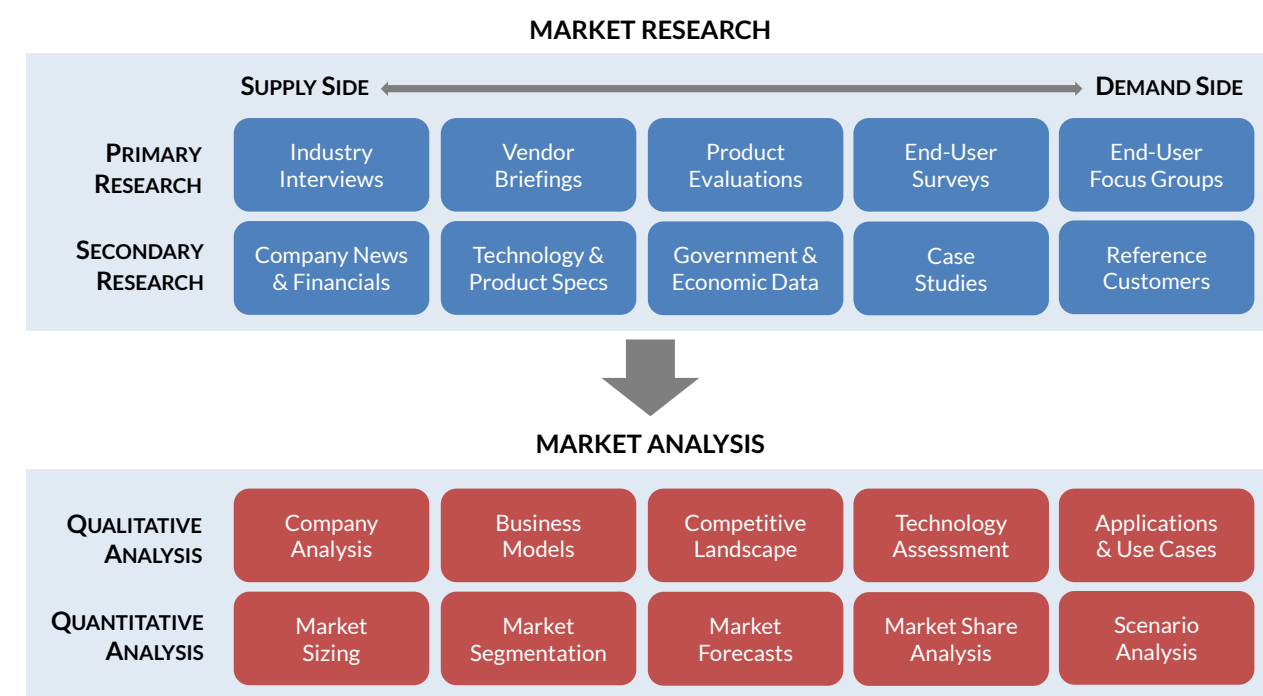 MARKET RESEARCH
SUPPLY SIDE
DEMAND SIDE
PRIMARY
RESEARCH
Industry
Interviews
Vendor
Briefings
Product
Evaluations
End-User
Surveys
End-User
Focus Groups
SECONDARY
RESEARCH
Company News
& Financials
Technology &
Product Specs
Government &
Economic Data
Case
Studies
Reference
Customers
MARKET ANALYSIS
QUALITATIVE
ANALYSIS
Company
Analysis
Business
Models
Competitive
Landscape
Technology
Assessment
Applications
& Use Cases
QUANTITATIVE
ANALYSIS
Market
Sizing
Market
Segmentation
Market
Forecasts
Market Share
Analysis
Scenario
Analysis